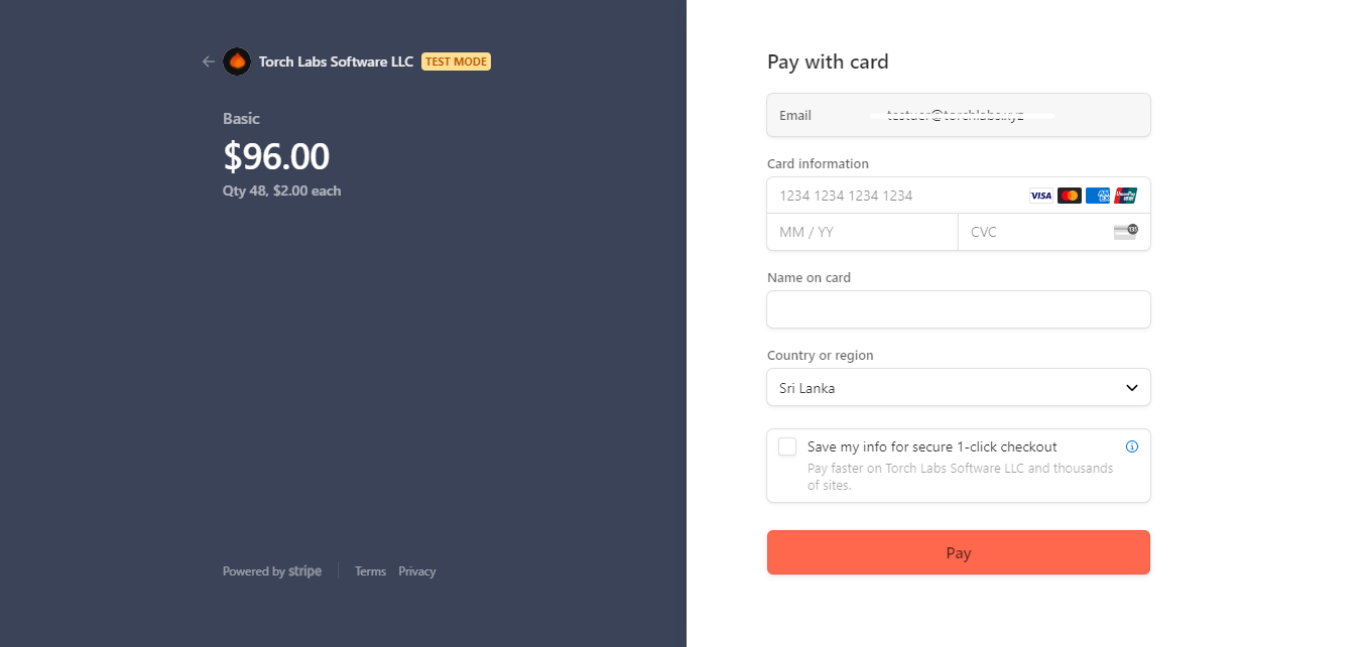 Torch Labs Software LLC TEST MODE
Basic
$96.00
Qty 48, $2.00 each
Powered by stripe
Terms Privacy
Pay with card
Email
Card information
1234 1234 1234 1234 VISA
MM / YY CVC
Name on card
Country or region
Sri Lanka
Save my info for secure 1-click checkout
Pay faster on Torch Labs Software LLC and thousands
of sites.
Pay